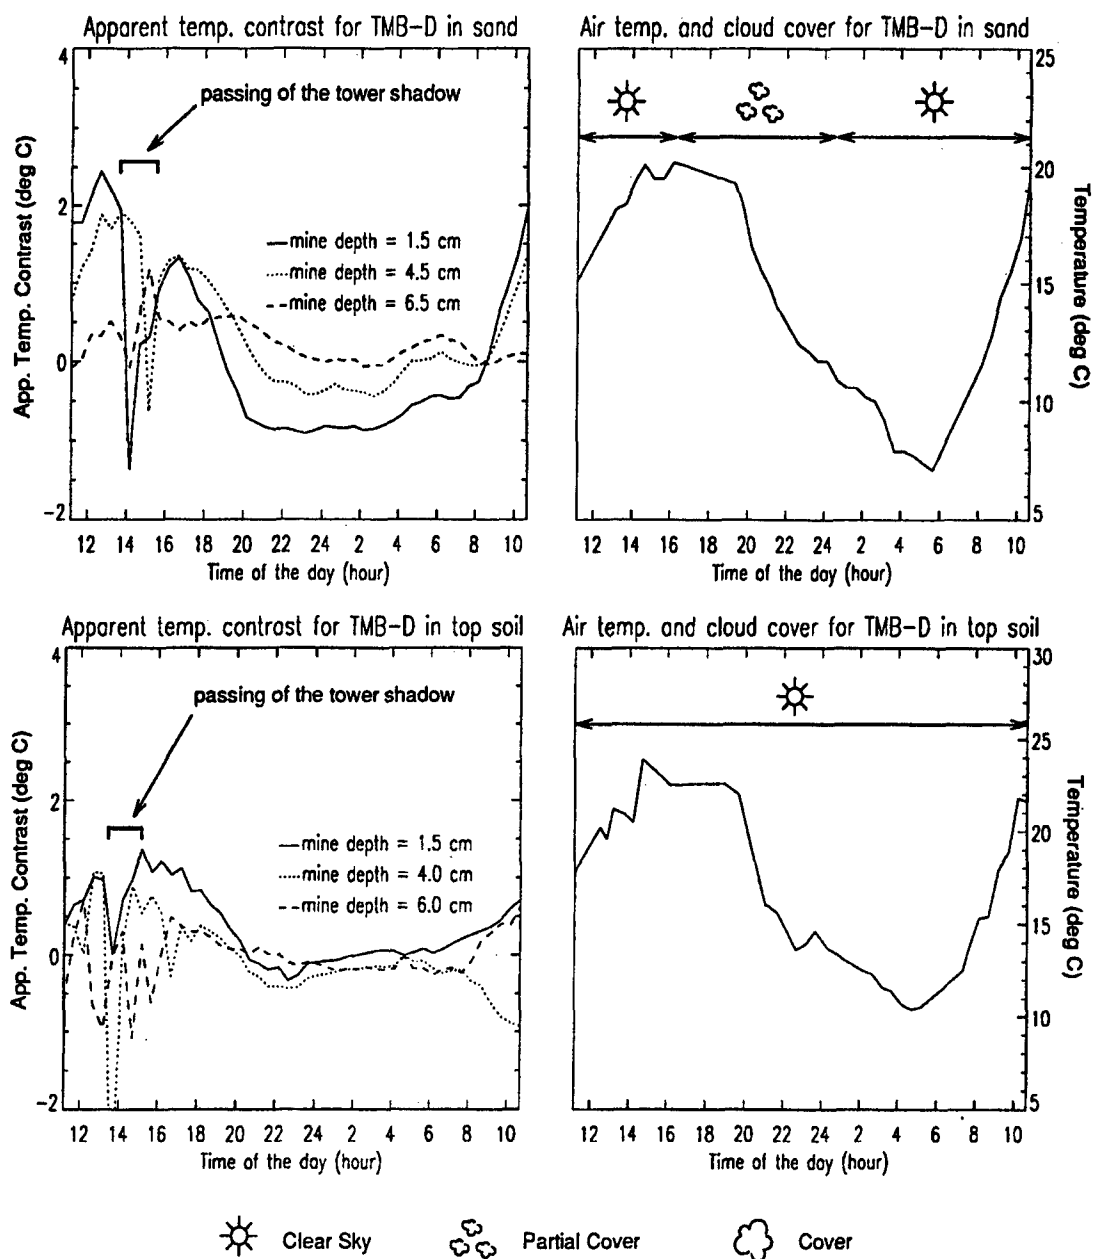 Apparent temp. contrast for TMB-D in sand
Air temp. and cloud cover for TMB-D in sand
4
2
0
-2
App. Temp. Contrast (deg C)
passing of the tower shadow
mine depth = 1.5 cm
mine depth = 4.5 cm
mine depth = 6.5 cm
12 14 16 18 20 22 24 2 4 6 8 10
Time of the day (hour)
25
20
15
10
5
Temperature (deg C)
12 14 16 18 20 22 24 2 4 6 8 10
Time of the day (hour)
Apparent temp. contrast for TMB-D in top soil
Air temp. and cloud cover for TMB-D in top soil
4
2
0
-2
App. Temp. Contrast (deg C)
passing of the tower shadow
mine depth = 1.5 cm
mine depth = 4.0 cm
mine depth = 6.0 cm
12 14 16 18 20 22 24 2 4 6 8 10
Time of the day (hour)
30
25
20
15
10
5
Temperature (deg C)
12 14 16 18 20 22 24 2 4 6 8 10
Time of the day (hour)
Clear Sky
Partial Cover
Cover